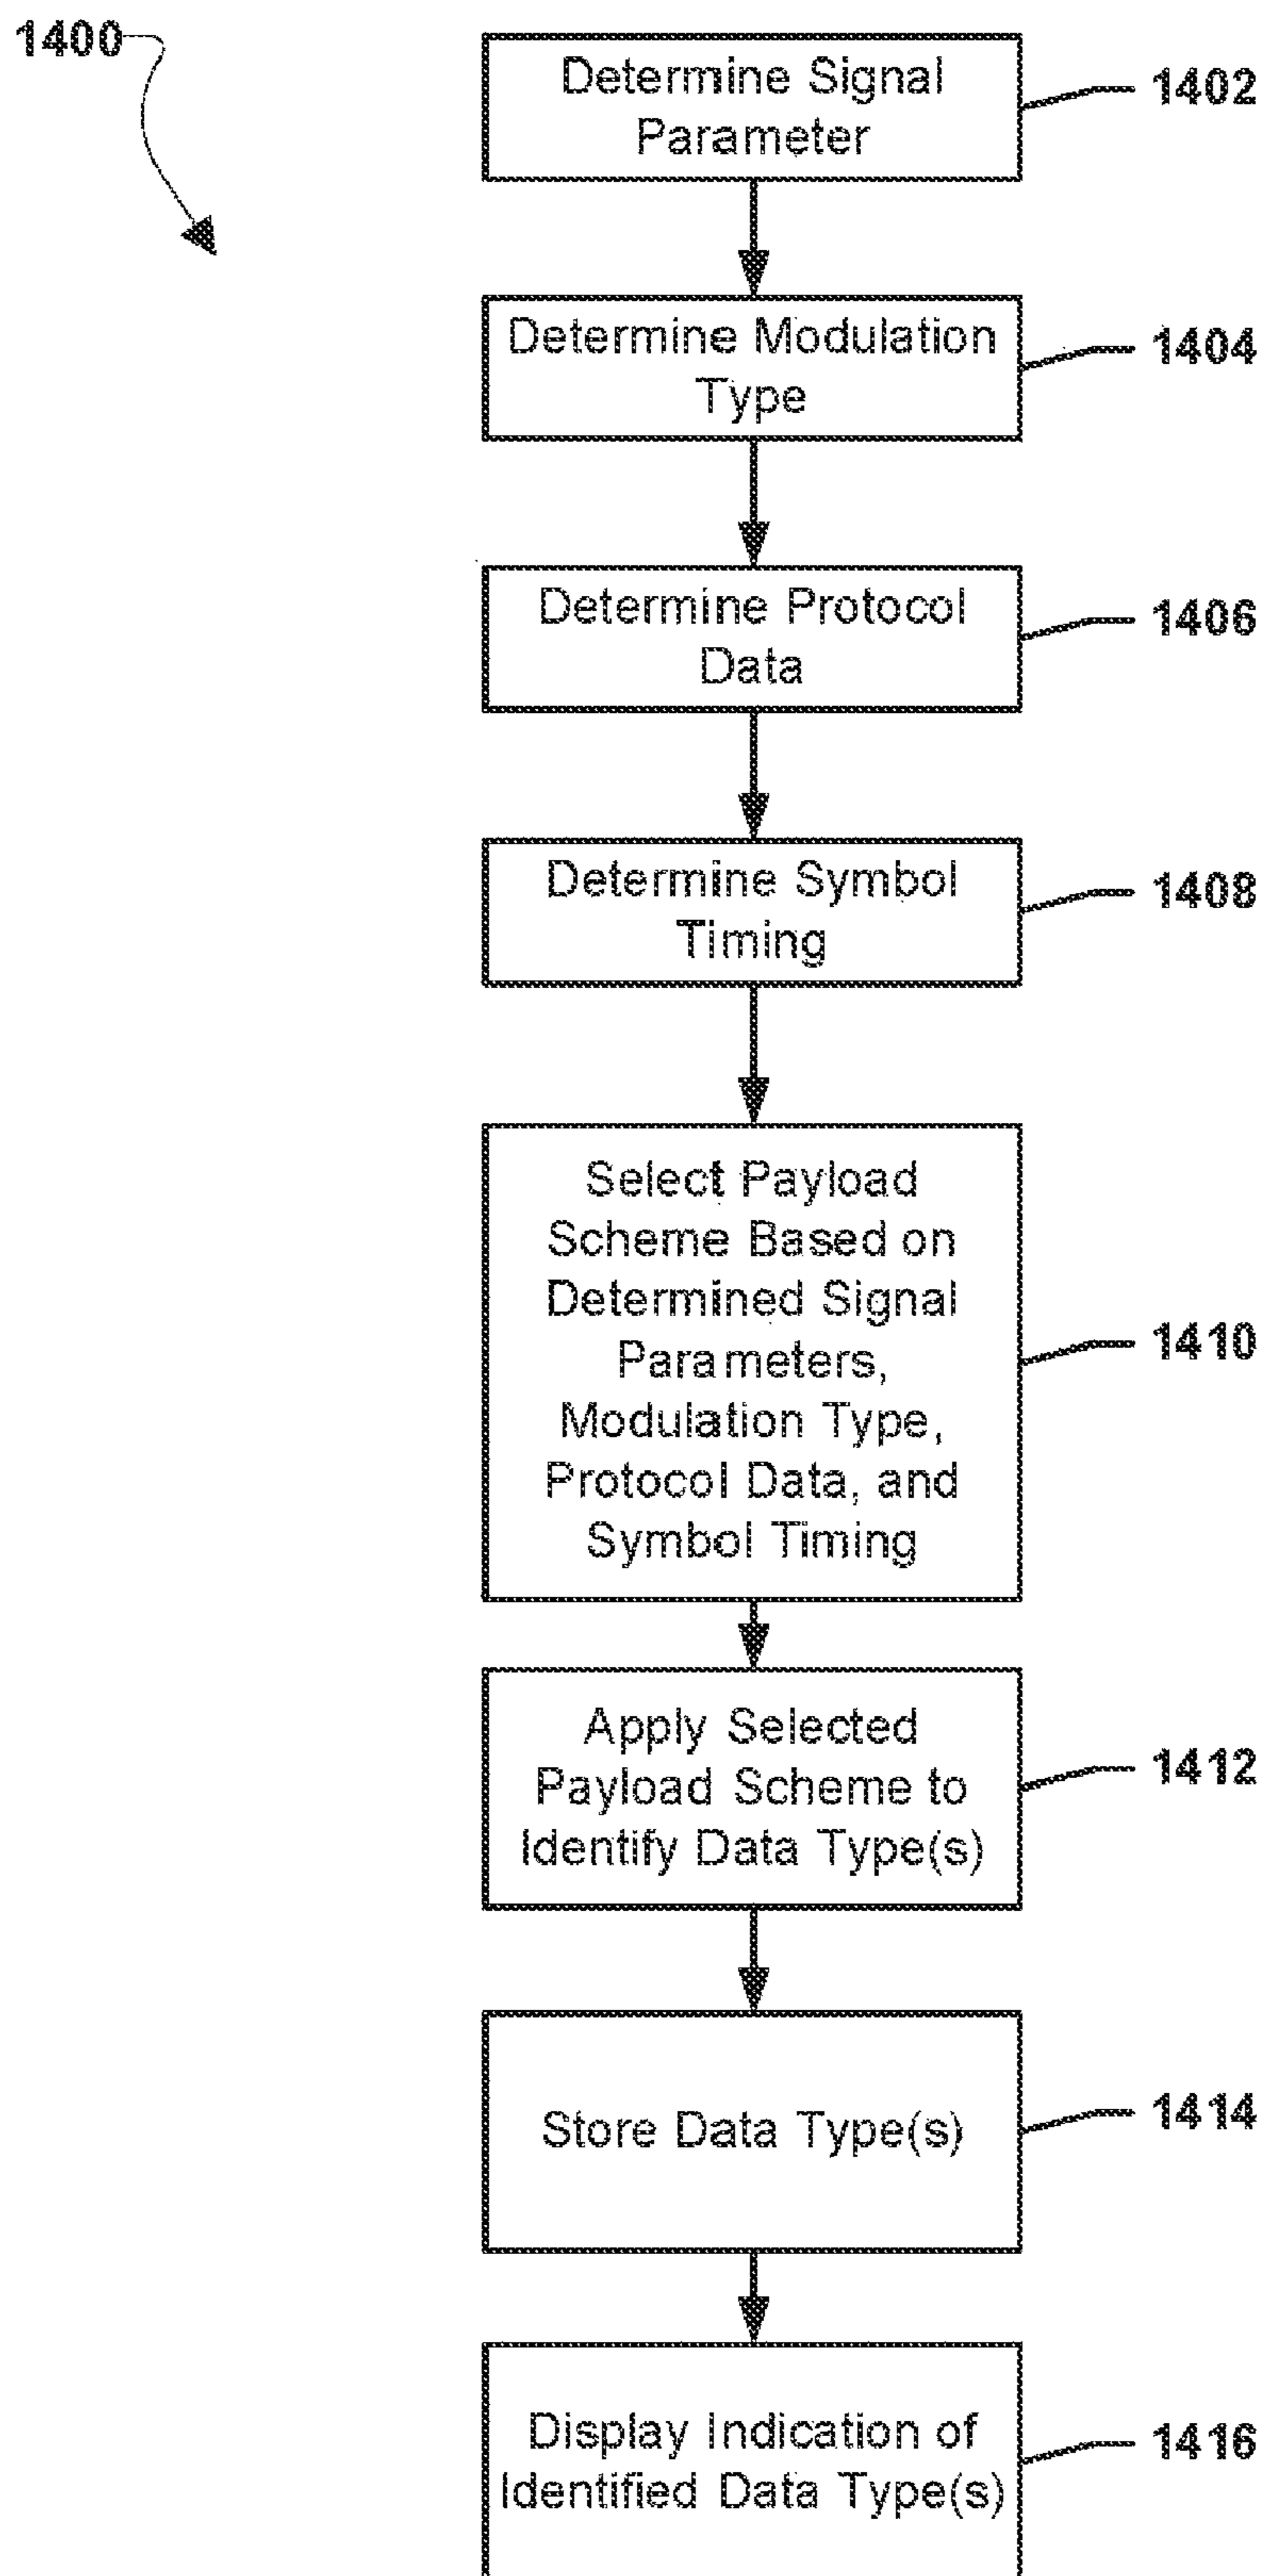 1400
Determine Signal
Parameter
1402
Determine Modulation
Type
1404
Determine Protocol
Data
1406
Determine Symbol
Timing
1408
Select Payload
Scheme Based on
Determined Signal
Parameters,
Modulation Type,
Protocol Data, and
Symbol Timing
1410
Apply Selected
Payload Scheme to
Identify Data Type(s)
1412
Store Data Type(s)
1414
Display Indication of
Identified Data Type(s)
1416